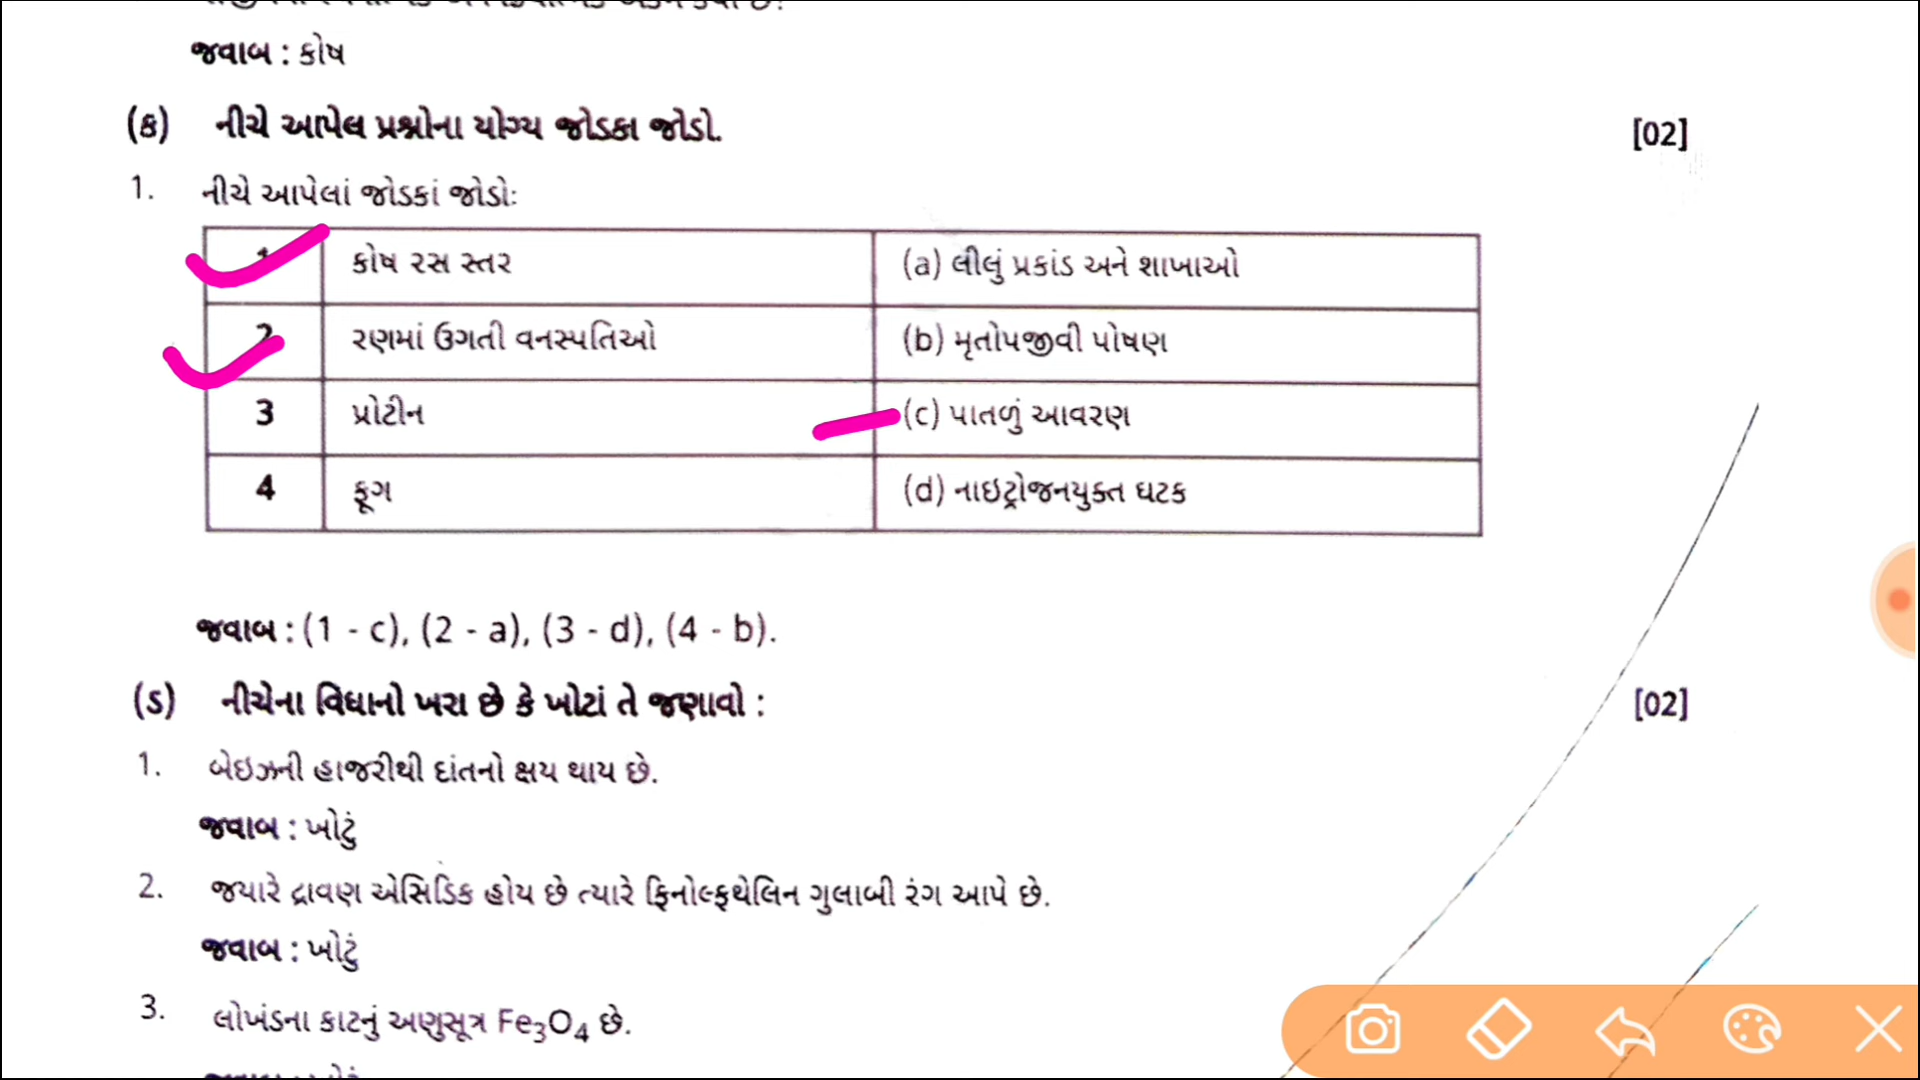 જવાબ : કોષ
(ક) નીચે આપેલ પ્રશ્નોના યોગ્ય જોડકા જોડો. [02]
1. નીચે આપેલાં જોડકાં જોડોઃ
કોષ રસ સ્તર (a) લીલું પ્રકાંડ અને શાખાઓ
2 રણમાં ઉગતી વનસ્પતિઓ (b) મૃતોપજીવી પોષણ
3 પ્રોટીન (c) પાતળું આવરણ
4 ફૂગ (d) નાઇટ્રોજનયુક્ત ઘટક
જવાબ : (1 - c), (2 - a), (3 - d), (4 - b).
(ડ) નીચેના વિધાનો ખરા છે કે ખોટાં તે જણાવો : [02]
1. બેઇઝની હાજરીથી દાંતનો ક્ષય થાય છે.
જવાબ : ખોટું
2. જયારે દ્રાવણ એસિડિક હોય છે ત્યારે ફિનોલ્ફથેલિન ગુલાબી રંગ આપે છે.
જવાબ : ખોટું
3. લોખંડના કાટનું અણુસૂત્ર Fe₃O₄ છે.